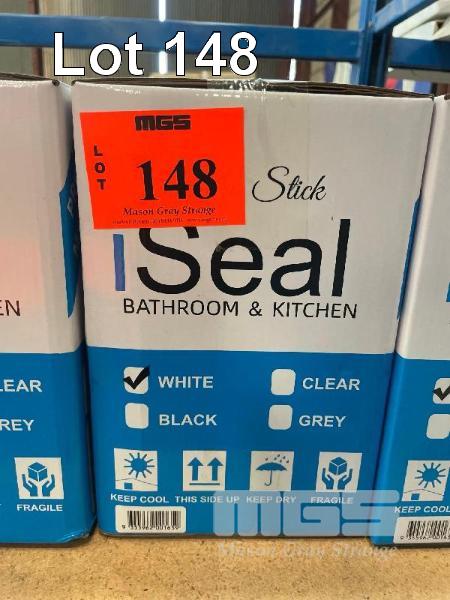 Lot 148
MGS
LOT
148
Mason Gray Strange
Stick
iSeal
BATHROOM & KITCHEN
WHITE
CLEAR
BLACK
GREY
KEEP COOL
THIS SIDE UP
KEEP DRY
FRAGILE
EN
CLEAR
REY
FRAGILE
MGS
Mason Gray Strange
KEEP COOL